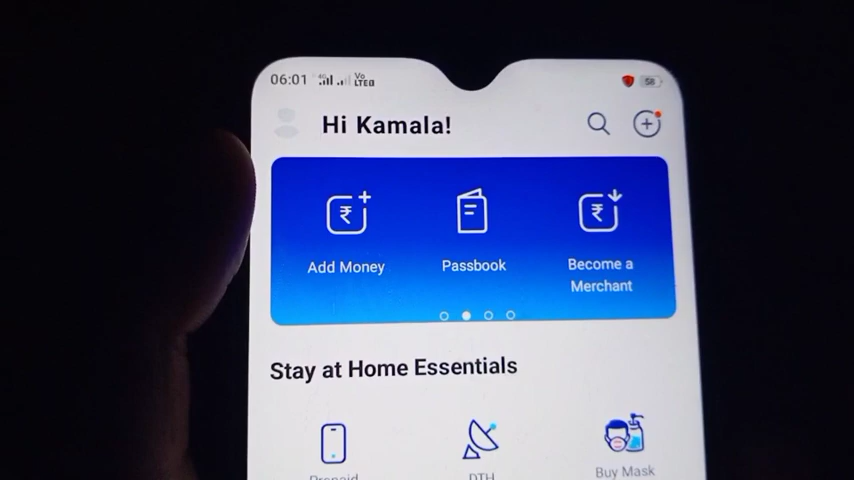 06:01 4G Vo LTE 58
Hi Kamala!
Add Money
Passbook
Become a
Merchant
Stay at Home Essentials
Prepaid
DTH
Buy Mask